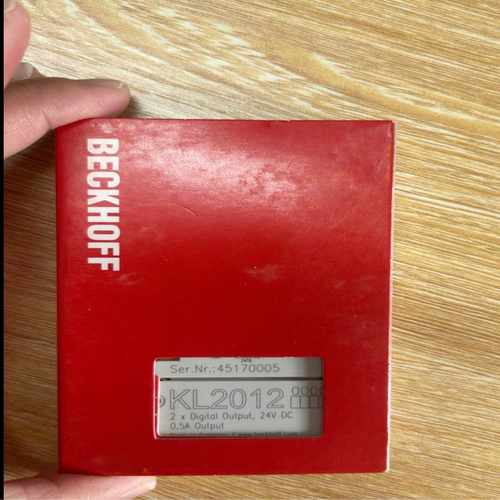 BECKHOFF
Ser.Nr.:45170005
KL2012
2 x Digital Output, 24V DC
0,5A Output